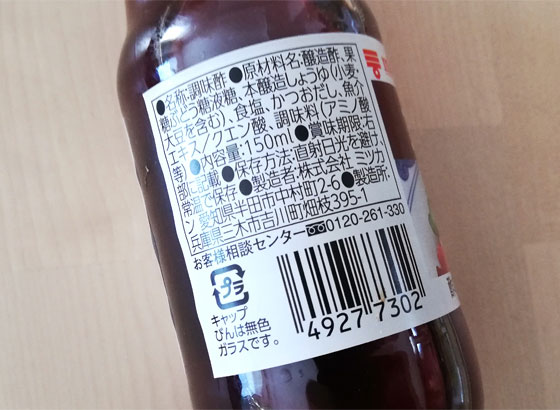 ●名称:調味酢●原材料名:醸造酢、果
糖ぶどう糖液糖、本醸造しょうゆ(小麦・
大豆を含む)、食塩、かつおだし、魚介
エキス/クエン酸、調味料(アミノ酸
等)●内容量:150ml●賞味期限:右
部に記載●保存方法:直射日光を避け
常温で保存●製造者:株式会社 ミツカ
ン 愛知県半田市中村町2-6●製造所:
兵庫県三木市吉川町畑枝395-1
お客様相談センター 0120-261-330
プラ
キャップ
びんは無色
ガラスです。
4927 7302